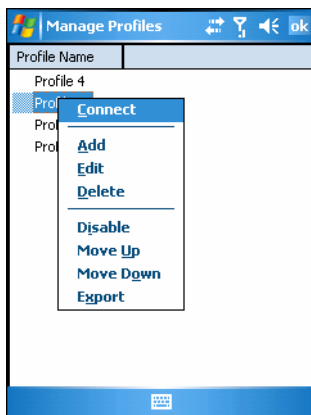 Manage Profiles ok
Profile Name
Profile 4
Connect
Add
Edit
Delete
Disable
Move Up
Move Down
Export